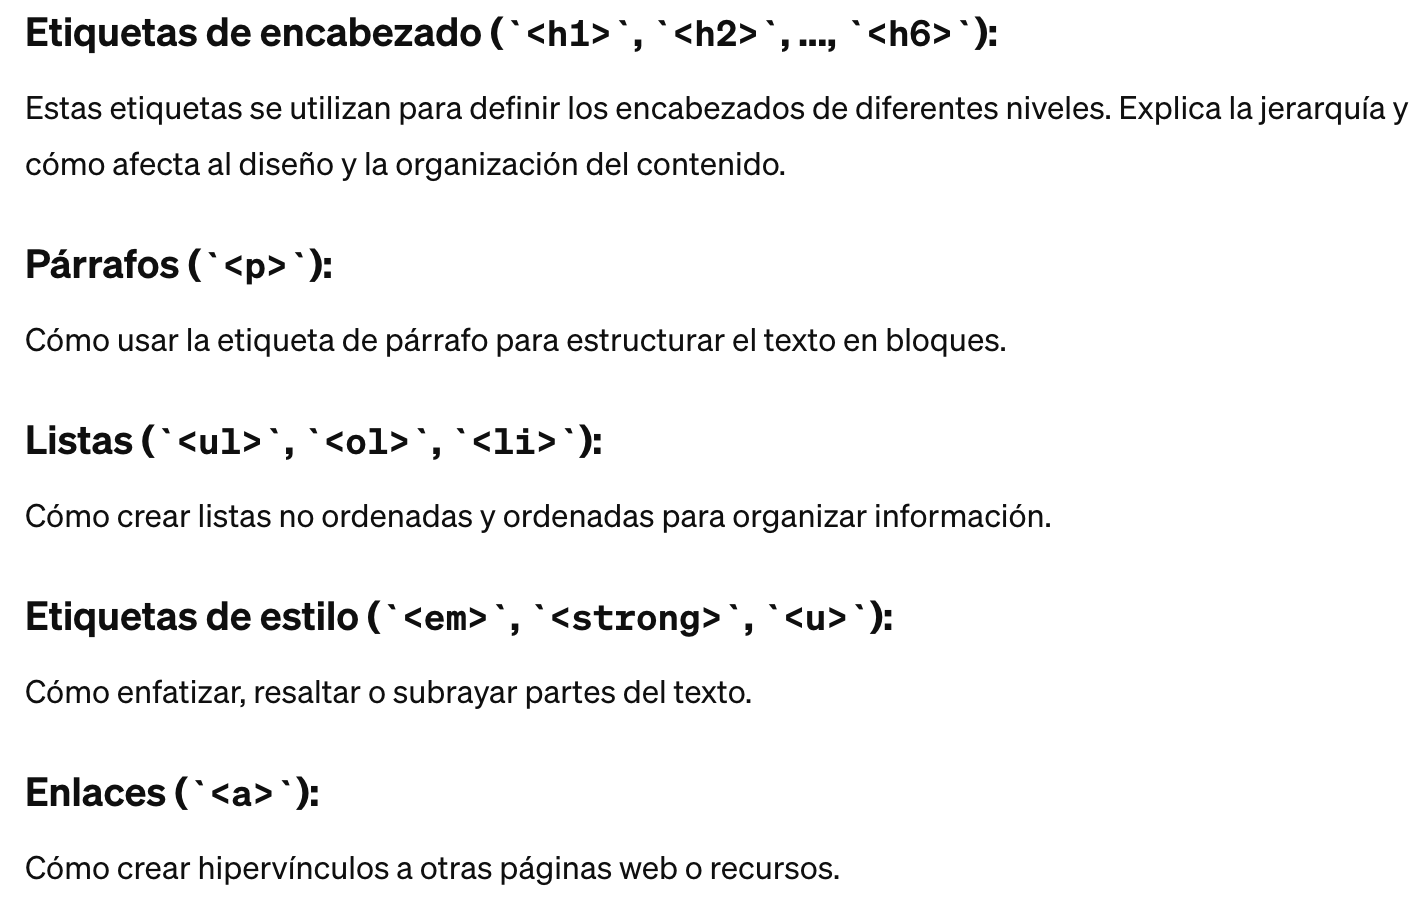 Etiquetas de encabezado (`<h1>`, `<h2>`, ..., `<h6>`):
Estas etiquetas se utilizan para definir los encabezados de diferentes niveles. Explica la jerarquía y
cómo afecta al diseño y la organización del contenido.
Párrafos (`<p>`):
Cómo usar la etiqueta de párrafo para estructurar el texto en bloques.
Listas (`<ul>`, `<ol>`, `<li>`):
Cómo crear listas no ordenadas y ordenadas para organizar información.
Etiquetas de estilo (`<em>`, `<strong>`, `<u>`):
Cómo enfatizar, resaltar o subrayar partes del texto.
Enlaces (`<a>`):
Cómo crear hipervínculos a otras páginas web o recursos.